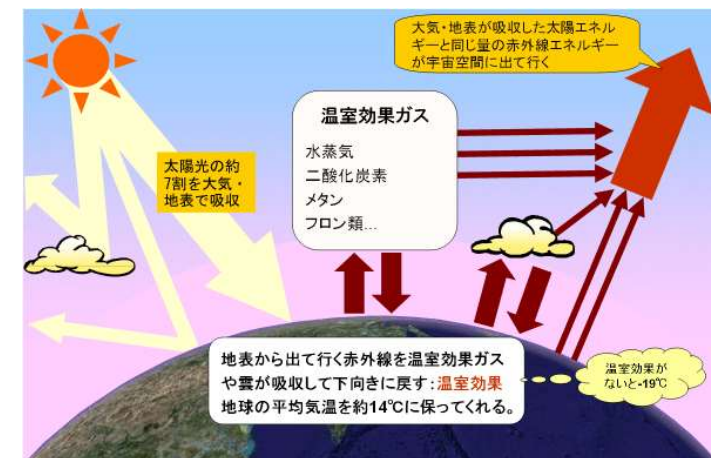 大気・地表が吸収した太陽エネル
ギーと同じ量の赤外線エネルギー
が宇宙空間に出て行く
温室効果ガス
水蒸気
二酸化炭素
メタン
フロン類…
太陽光の約
7割を大気・
地表で吸収
地表から出て行く赤外線を温室効果ガス
や雲が吸収して下向きに戻す：温室効果
地球の平均気温を約14℃に保ってくれる。
温室効果が
ないと-19℃